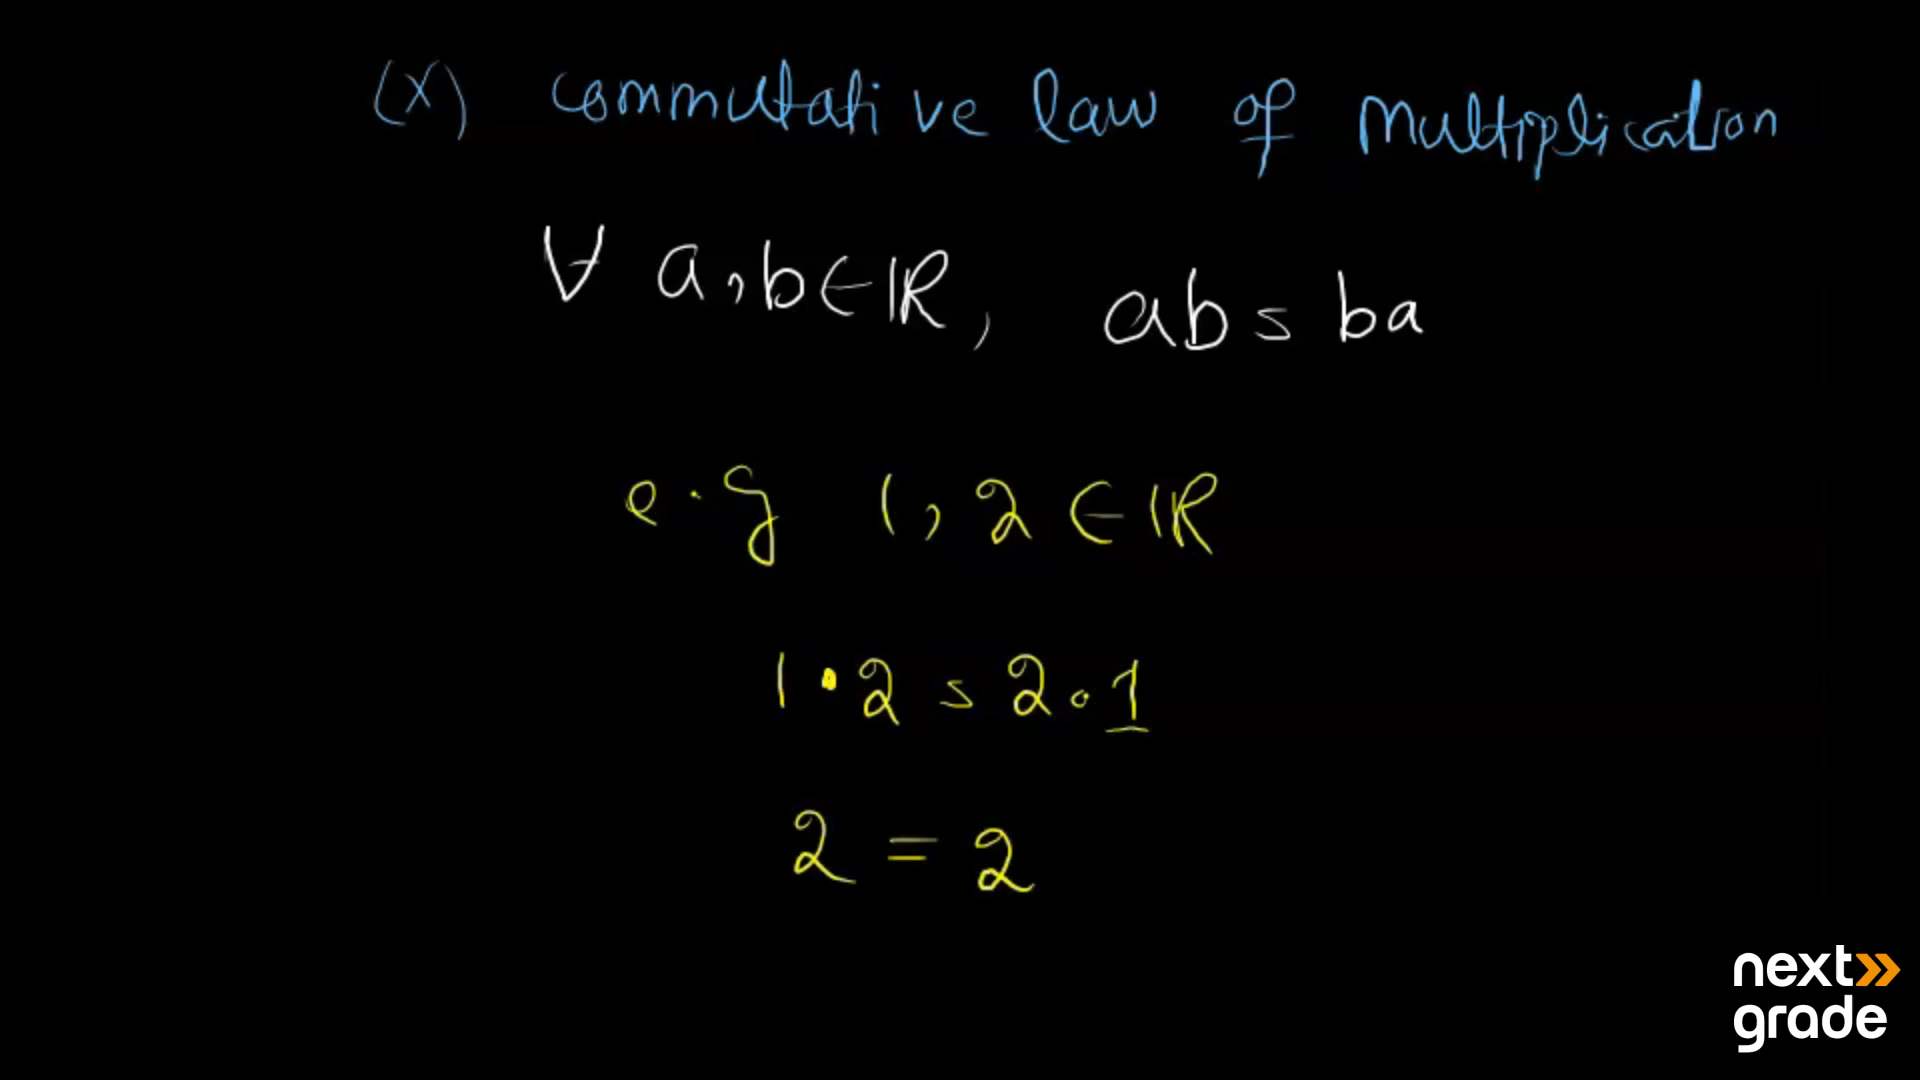 (X) Commutative law of Multiplication
∀ a,b∈ℝ, ab = ba
e.g 1,2 ∈ℝ
1·2 = 2·1
2 = 2
next
grade